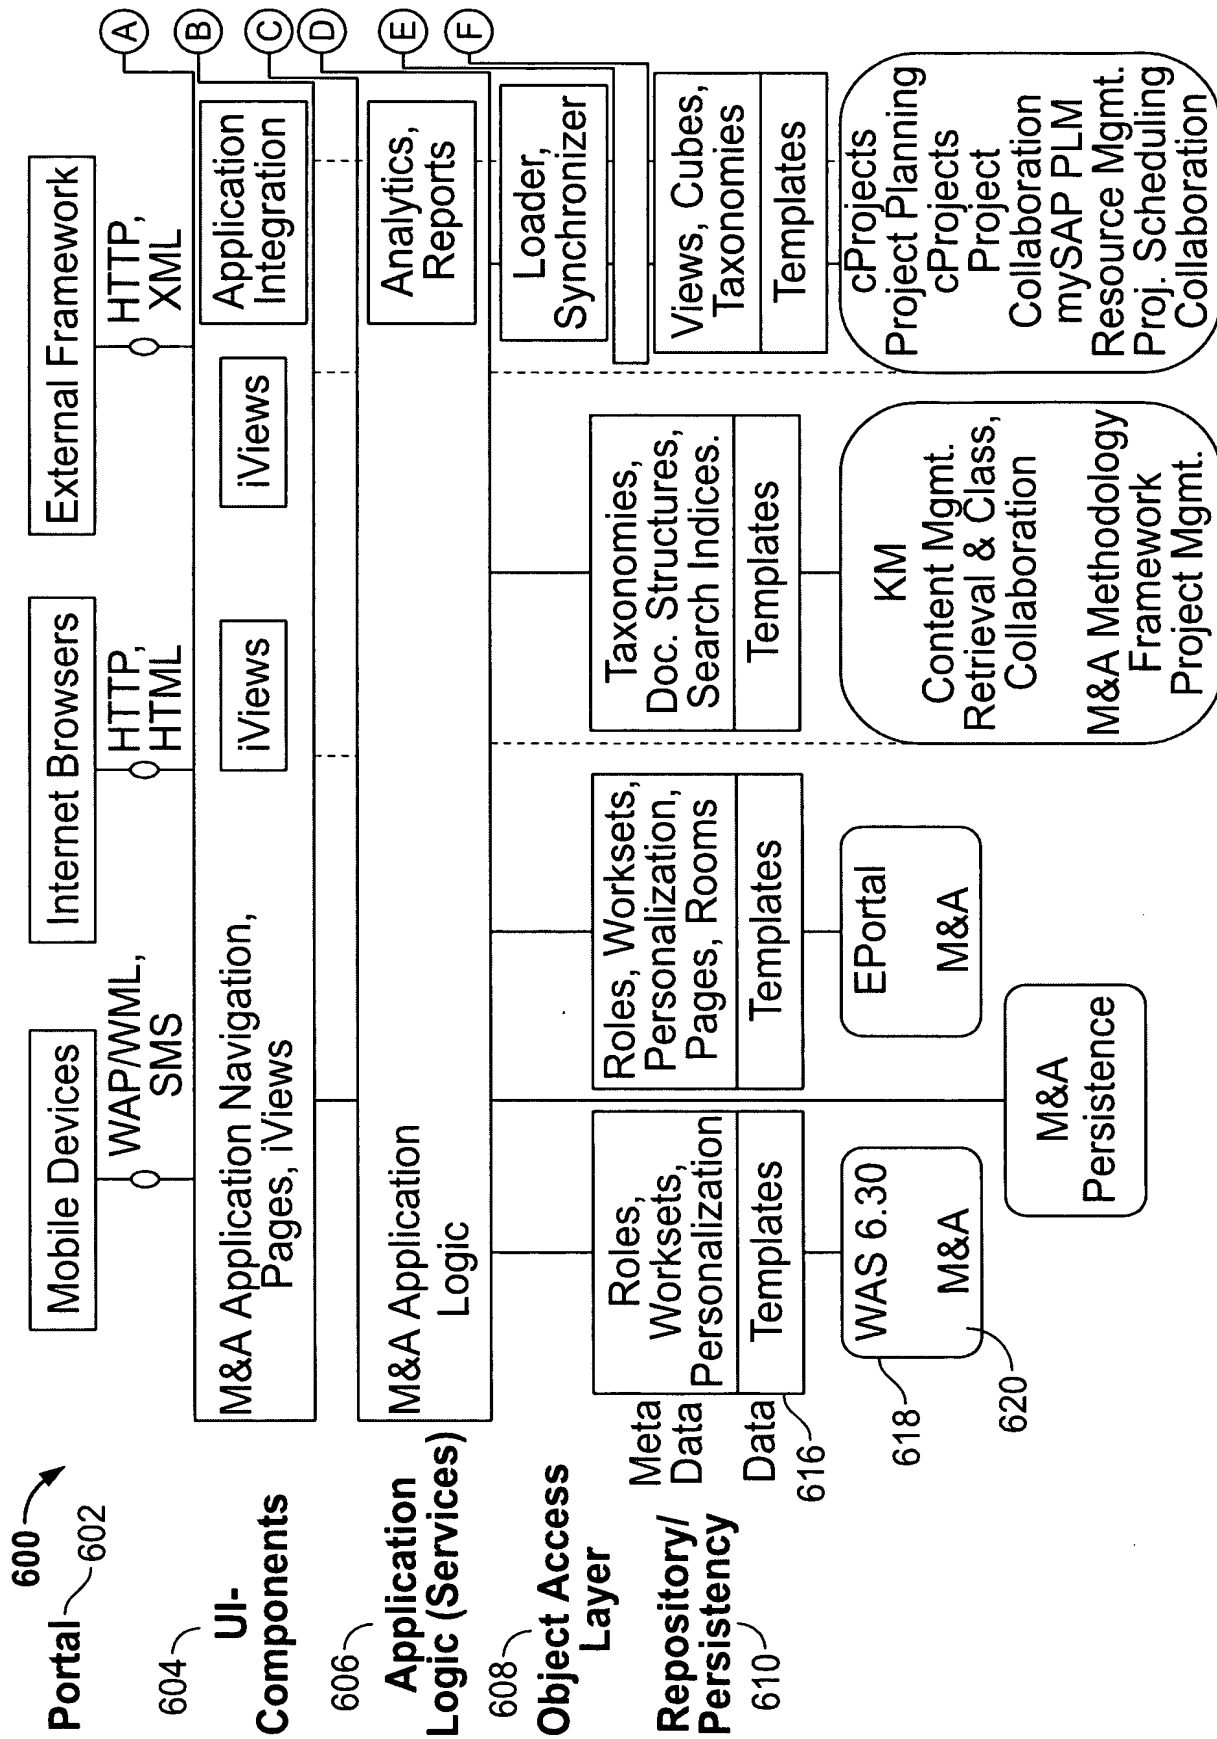 600
Portal
602
Mobile Devices
Internet Browsers
External Framework
WAP/WML,
SMS
HTTP,
HTML
HTTP,
XML
A
B
C
D
E
F
604
UI-
Components
M&A Application Navigation,
Pages, iViews
iViews
iViews
Application
Integration
606
Application
Logic (Services)
M&A Application
Logic
Analytics,
Reports
608
Object Access
Layer
Loader,
Synchronizer
Repository/
Persistency
610
Meta
Data
Data
616
Roles,
Worksets,
Personalization
Templates
Roles, Worksets,
Personalization,
Pages, Rooms
Templates
Taxonomies,
Doc. Structures,
Search Indices.
Templates
Views, Cubes,
Taxonomies
Templates
618
WAS 6.30
M&A
620
EPortal
M&A
M&A
Persistence
KM
Content Mgmt.
Retrieval & Class,
Collaboration
M&A Methodology
Framework
Project Mgmt.
cProjects
Project Planning
cProjects
Project
Collaboration
mySAP PLM
Resource Mgmt.
Proj. Scheduling
Collaboration